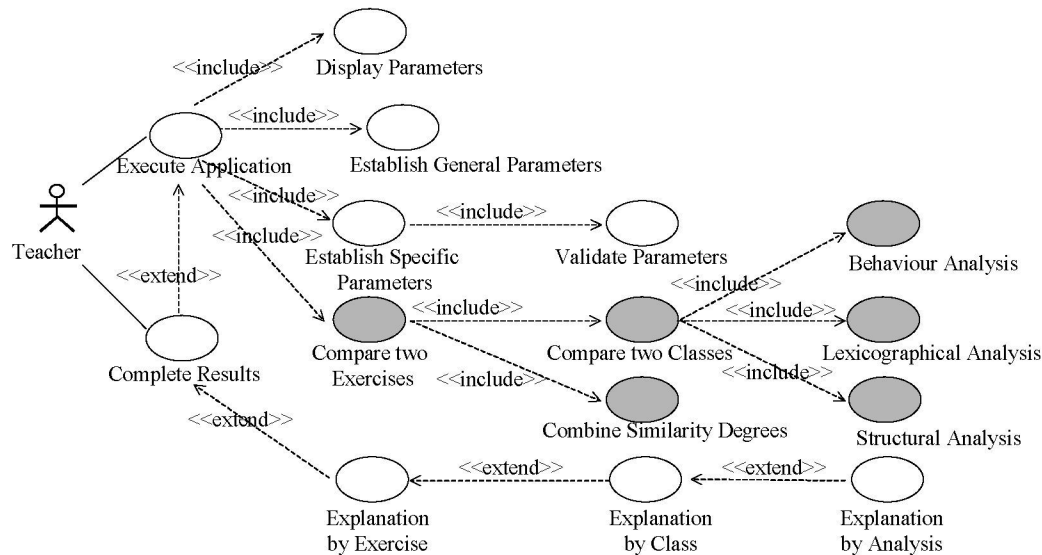 <<include>>
Display Parameters
<<include>>
Execute Application
Establish General Parameters
<<include>>
<<include>>
<<include>>
Teacher
<<extend>>
Establish Specific
Parameters
Validate Parameters
Behaviour Analysis
<<include>>
<<include>>
<<include>>
Complete Results
Compare two
Exercises
Compare two Classes
Lexicographical Analysis
<<include>>
<<include>>
<<extend>>
Combine Similarity Degrees
Structural Analysis
<<extend>>
<<extend>>
Explanation
by Exercise
Explanation
by Class
Explanation
by Analysis